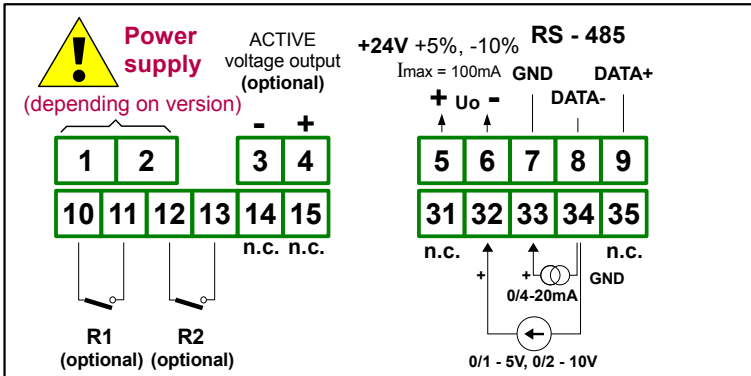 Power
supply
(depending on version)
ACTIVE
voltage output
(optional)
- +
+24V +5%, -10%
Imax = 100mA
+ Uo -
RS - 485
GND DATA+
DATA-
1 2 3 4 5 6 7 8 9
10 11 12 13 14 15 31 32 33 34 35
n.c. n.c. n.c. n.c.
+ + GND
0/4-20mA
R1 R2
(optional) (optional)
0/1 - 5V, 0/2 - 10V